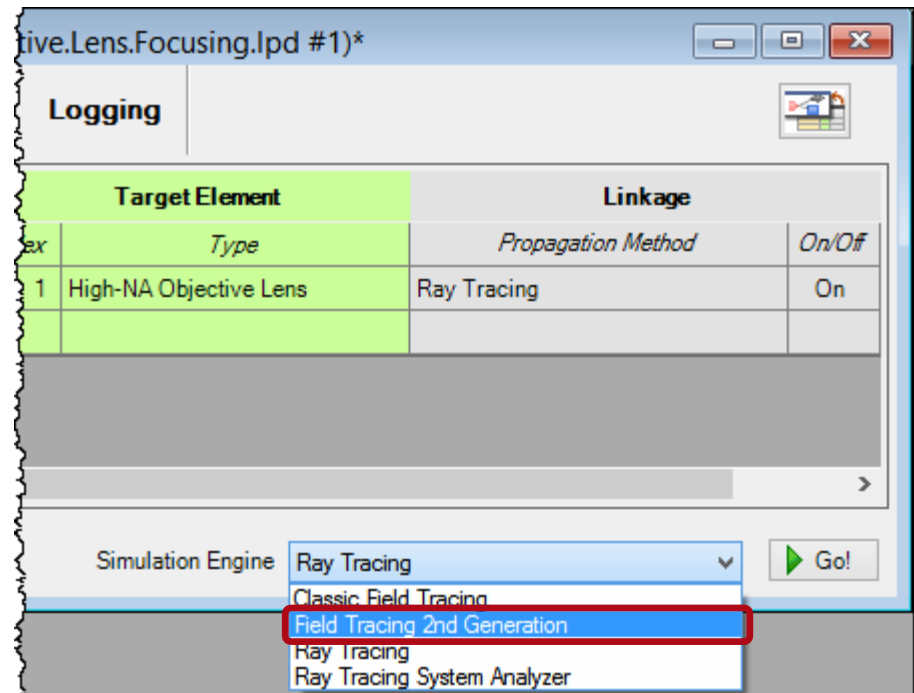 tive.Lens.Focusing.lpd #1)*
Logging
Target Element Linkage
ex Type Propagation Method On/Off
1 High-NA Objective Lens Ray Tracing On
Simulation Engine Ray Tracing Go!
Classic Field Tracing
Field Tracing 2nd Generation
Ray Tracing
Ray Tracing System Analyzer